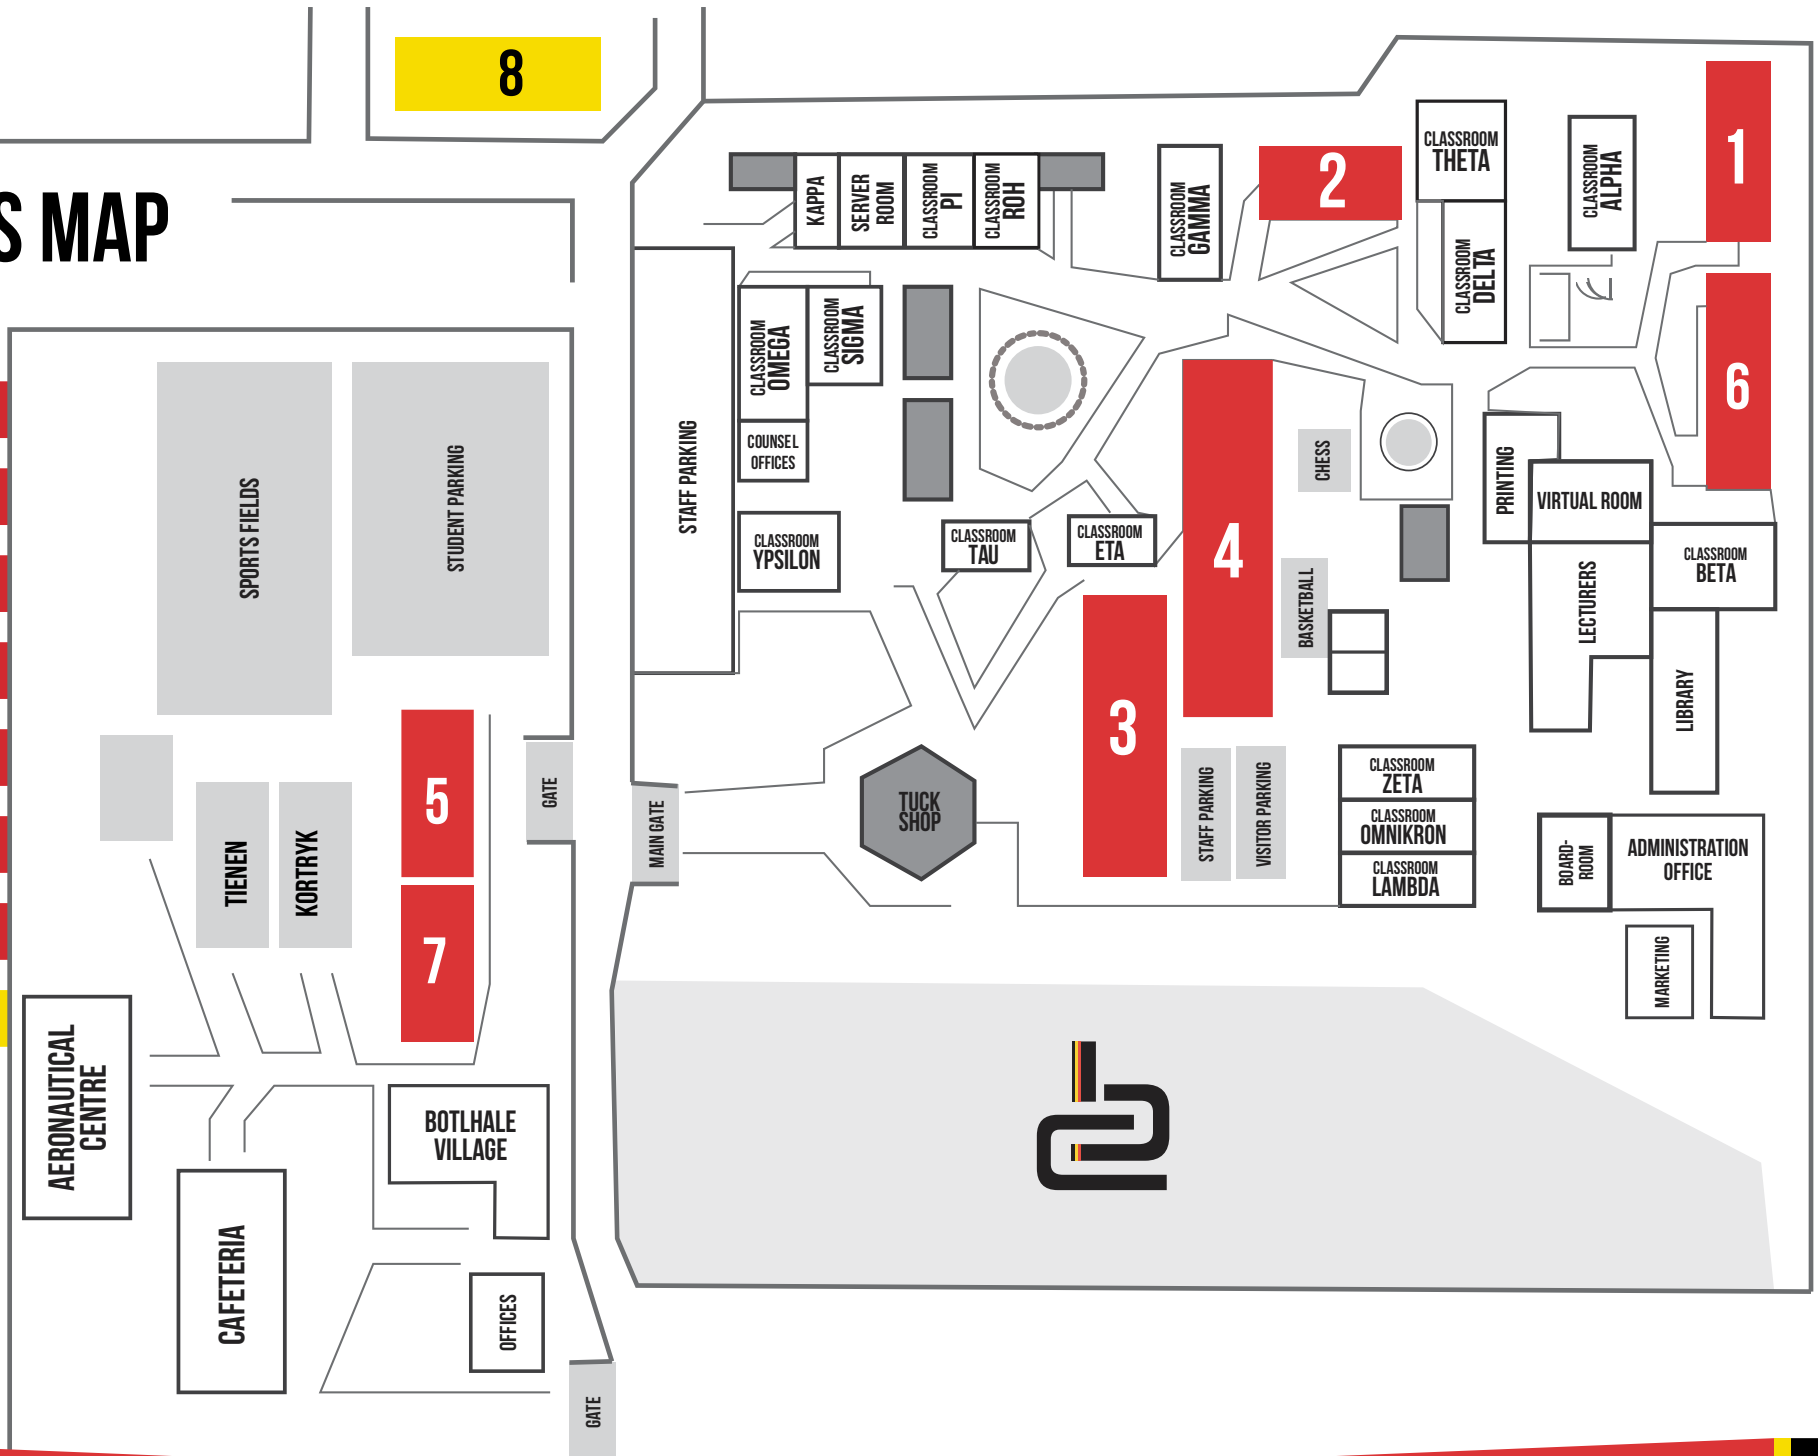 8
S MAP
1
2
CLASSROOM
THETA
CLASSROOM
ALPHA
KAPPA
SERVER
ROOM
CLASSROOM
PI
CLASSROOM
ROH
CLASSROOM
GAMMA
CLASSROOM
DELTA
CLASSROOM
OMEGA
CLASSROOM
SIGMA
6
COUNSEL
OFFICES
STAFF PARKING
SPORTS FIELDS
STUDENT PARKING
CHESS
PRINTING
VIRTUAL ROOM
CLASSROOM
YPSILON
CLASSROOM
TAU
CLASSROOM
ETA
4
CLASSROOM
BETA
BASKETBALL
LECTURERS
LIBRARY
3
5
GATE
MAIN GATE
TUCK
SHOP
STAFF PARKING
VISITOR PARKING
CLASSROOM
ZETA
CLASSROOM
OMNIKRON
CLASSROOM
LAMBDA
BOARD-
ROOM
ADMINISTRATION
OFFICE
TIENEN
KORTRYK
7
MARKETING
AERONAUTICAL
CENTRE
BOTLHALE
VILLAGE
CAFETERIA
OFFICES
GATE